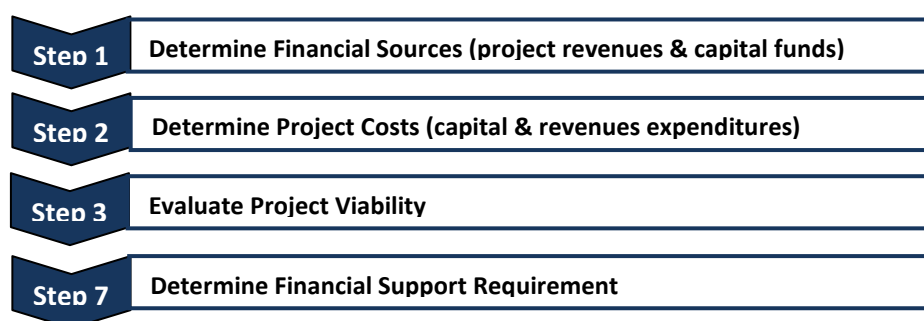 Step 1
Determine Financial Sources (project revenues & capital funds)
Step 2
Determine Project Costs (capital & revenues expenditures)
Step 3
Evaluate Project Viability
Step 7
Determine Financial Support Requirement